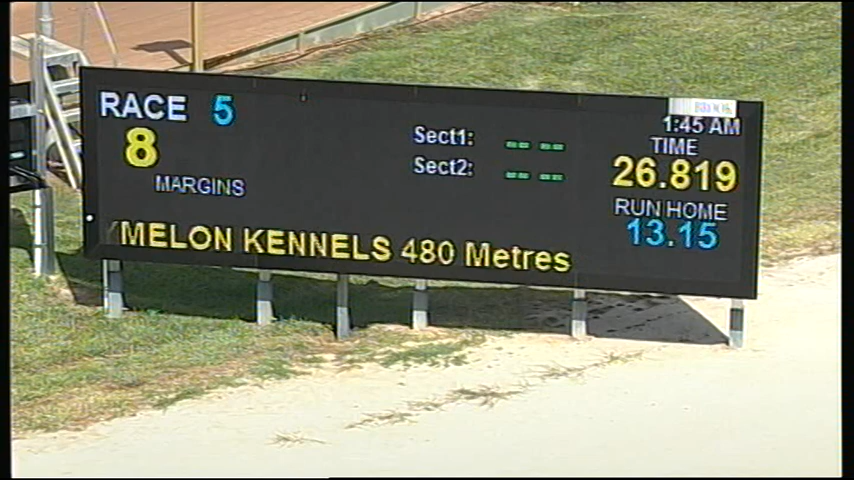 RACE 5
8
MARGINS
Sect1: -- --
Sect2: -- --
1:45 AM
TIME
26.819
RUN HOME
13.15
MELON KENNELS 480 Metres